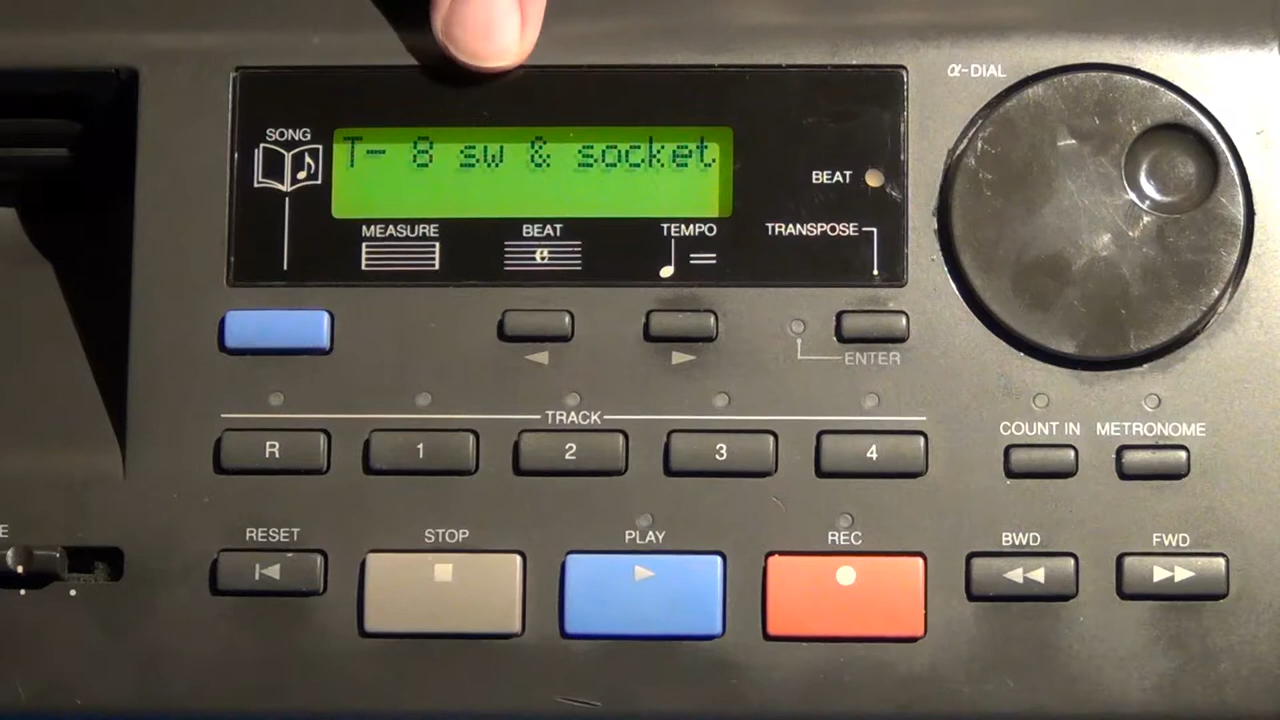 α-DIAL
SONG
T- 8 sw & socket
BEAT
MEASURE
BEAT
TEMPO
TRANSPOSE
ENTER
TRACK
COUNT IN
METRONOME
R
1
2
3
4
E
RESET
STOP
PLAY
REC
BWD
FWD